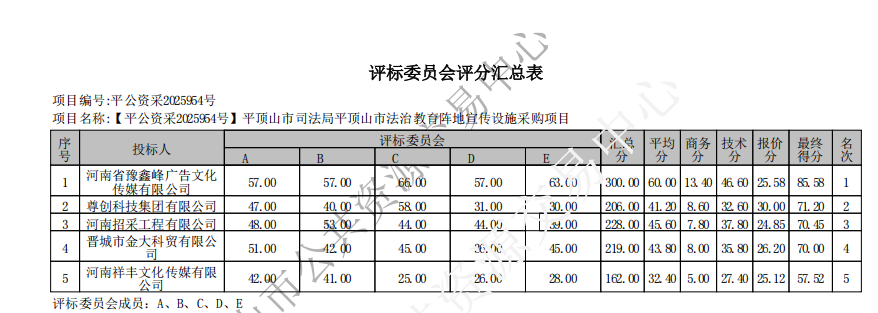 评标委员会评分汇总表
项目编号:平公资采2025954号
项目名称:【平公资采2025954号】平顶山市司法局平顶山市法治教育阵地宣传设施采购项目
序号 投标人 评标委员会 汇总分 平均分 商务分 技术分 报价分 最终得分 名次
A B C D E
1 河南省豫鑫峰广告文化传媒有限公司 57.00 57.00 66.00 57.00 63.00 300.00 60.00 13.40 46.60 25.58 85.58 1
2 尊创科技集团有限公司 47.00 40.00 58.00 31.00 30.00 206.00 41.20 8.60 32.60 30.00 71.20 2
3 河南招采工程有限公司 48.00 53.00 44.00 44.00 39.00 228.00 45.60 7.80 37.80 24.85 70.45 3
4 晋城市金大科贸有限公司 51.00 42.00 45.00 36.00 45.00 219.00 43.80 8.00 35.80 26.20 70.00 4
5 河南祥丰文化传媒有限公司 42.00 41.00 25.00 26.00 28.00 162.00 32.40 5.00 27.40 25.12 57.52 5
评标委员会成员: A、B、C、D、E